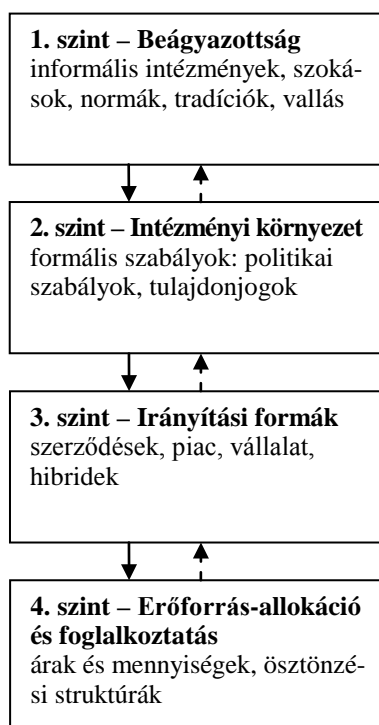 1. szint – Beágyazottság
informális intézmények, szoká-
sok, normák, tradíciók, vallás
2. szint – Intézményi környezet
formális szabályok: politikai
szabályok, tulajdonjogok
3. szint – Irányítási formák
szerződések, piac, vállalat,
hibridek
4. szint – Erőforrás-allokáció
és foglalkoztatás
árak és mennyiségek, ösztönzé-
si struktúrák